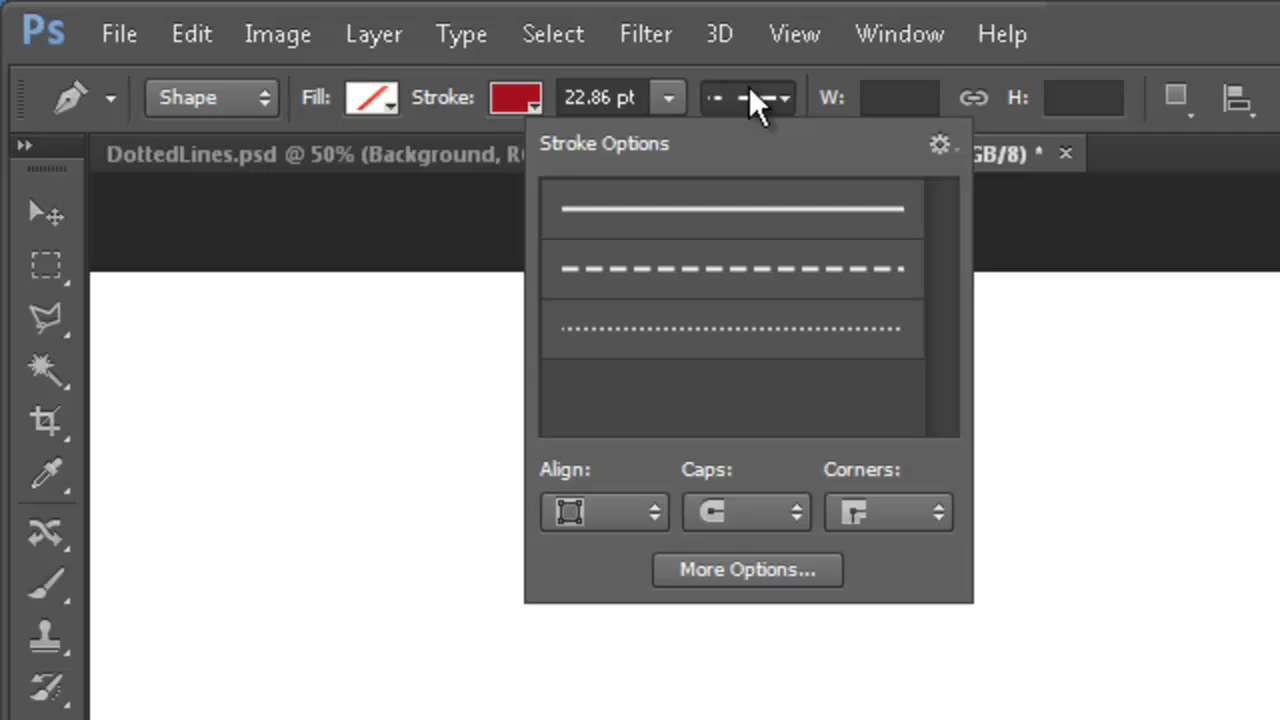 Ps File Edit Image Layer Type Select Filter 3D View Window Help
Shape Fill: Stroke: 22.86 pt W: H:
DottedLines.psd @ 50% (Background, R GB/8) * ×
Stroke Options
Align: Caps: Corners:
More Options...